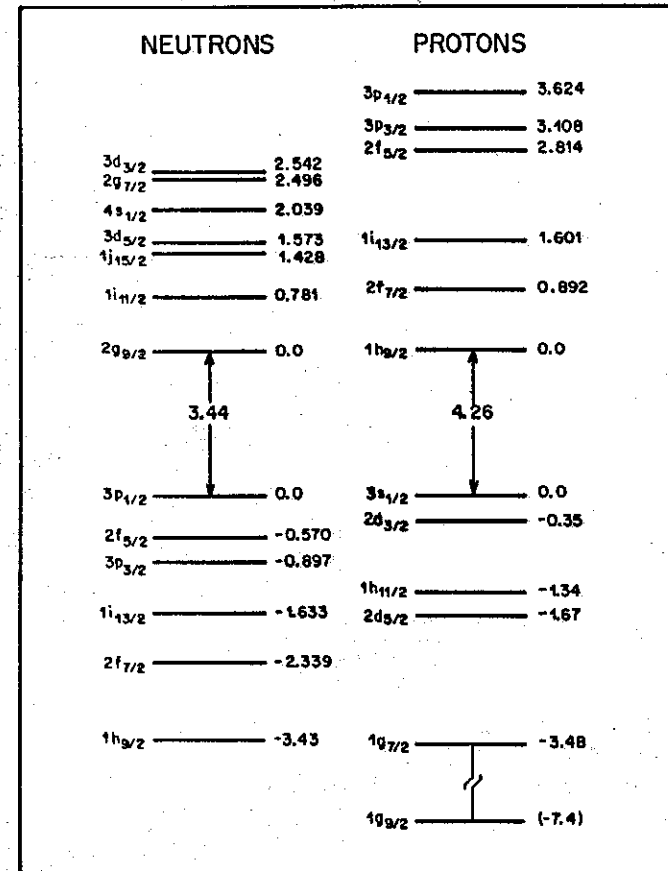 NEUTRONS
3d3/2 2.542
2g7/2 2.496
4s1/2 2.039
3d5/2 1.573
1j15/2 1.428
1i11/2 0.781
2g9/2 0.0
3.44
3p1/2 0.0
2f5/2 -0.570
3p3/2 -0.897
1i13/2 -1.633
2f7/2 -2.339
1h9/2 -3.43
PROTONS
3p1/2 3.624
3p3/2 3.108
2f5/2 2.814
1i13/2 1.601
2f7/2 0.892
1h9/2 0.0
4.26
3s1/2 0.0
2d3/2 -0.35
1h11/2 -1.34
2d5/2 -1.67
1g7/2 -3.48
1g9/2 (-7.4)